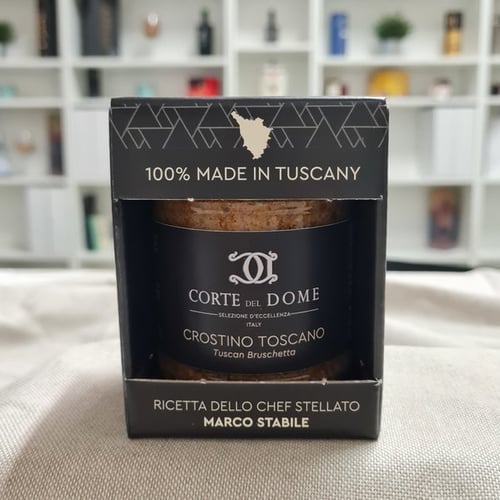 100% MADE IN TUSCANY
CORTE DEL DOME
SELEZIONE D'ECCELLENZA
ITALY
CROSTINO TOSCANO
Tuscan Bruschetta
RICETTA DELLO CHEF STELLATO
MARCO STABILE